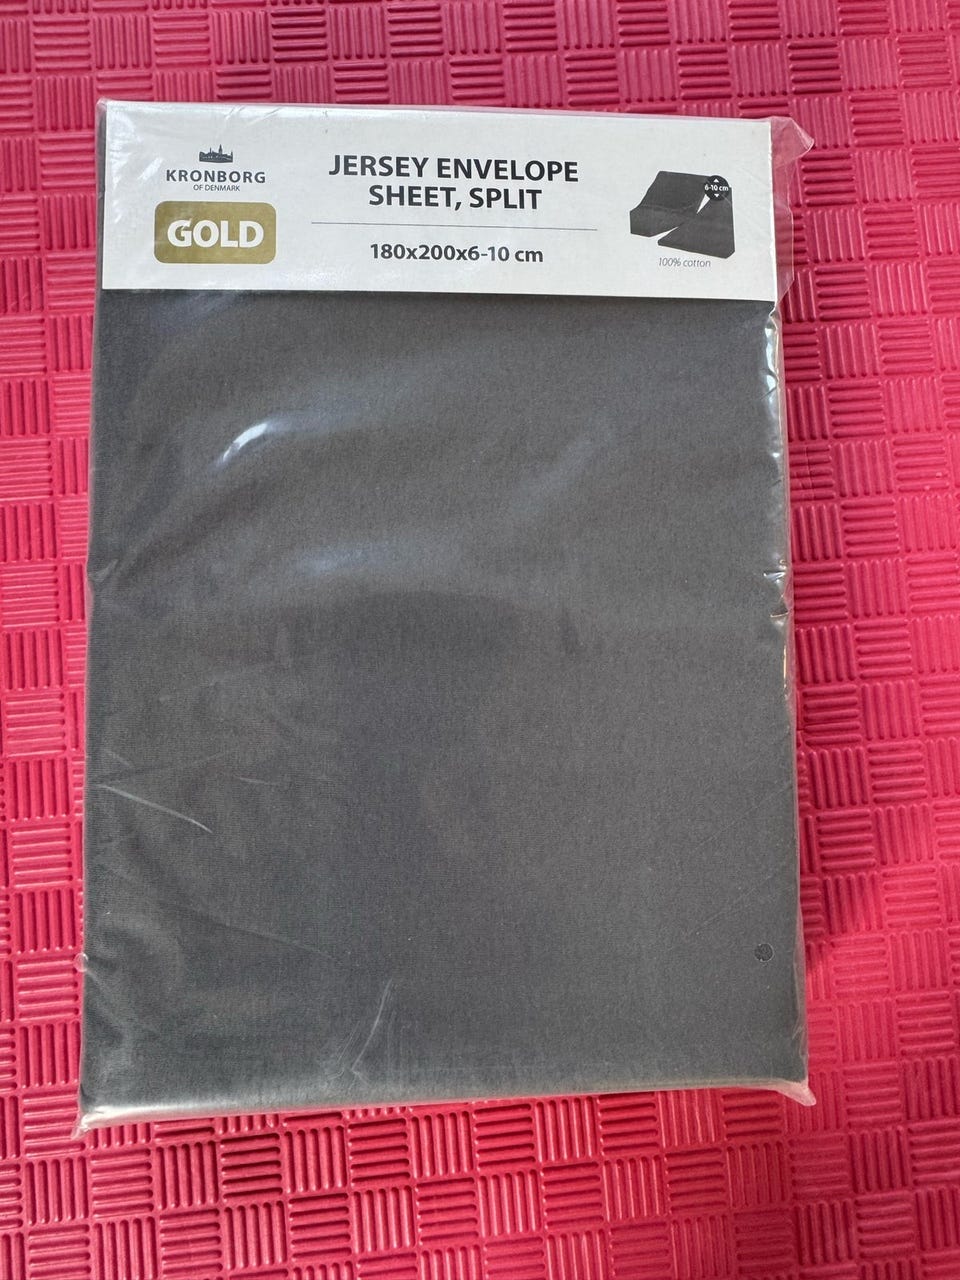 KRONBORG
OF DENMARK
GOLD
JERSEY ENVELOPE
SHEET, SPLIT
180x200x6-10 cm
6-10 cm
100% cotton